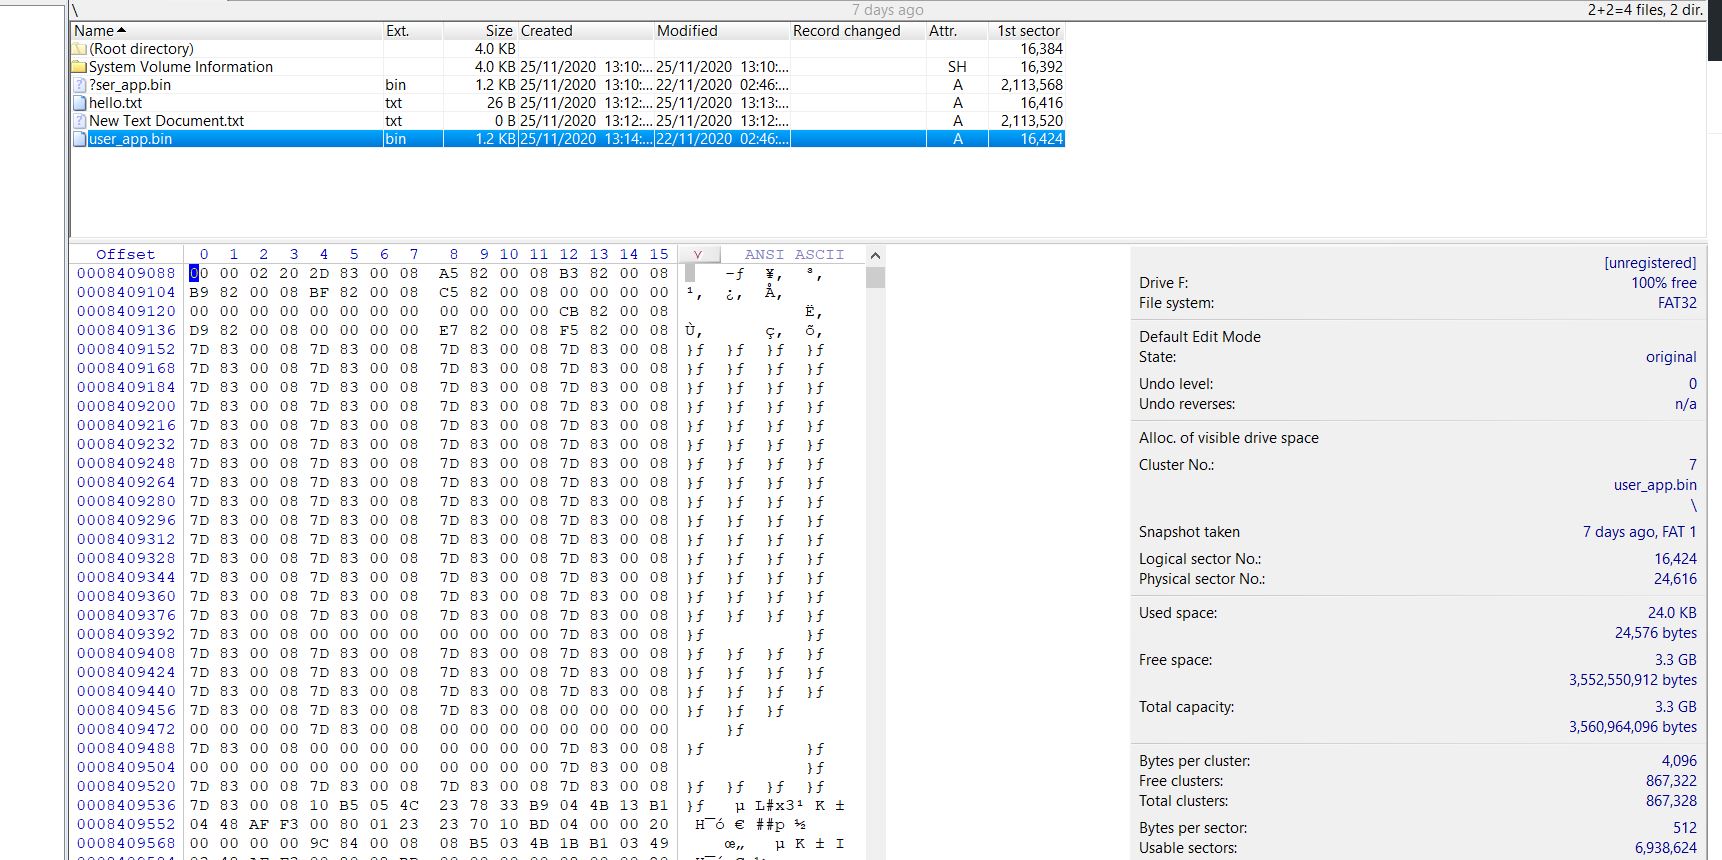 \ 7 days ago 2+2=4 files, 2 dir.
Name Ext. Size Created Modified Record changed Attr. 1st sector
(Root directory) 4.0 KB 16,384
System Volume Information 4.0 KB 25/11/2020 13:10:... 25/11/2020 13:10:... SH 16,392
?ser_app.bin bin 1.2 KB 25/11/2020 13:10:... 22/11/2020 02:46:... A 2,113,568
hello.txt txt 26 B 25/11/2020 13:12:... 25/11/2020 13:13:... A 16,416
New Text Document.txt txt 0 B 25/11/2020 13:12:... 25/11/2020 13:12:... A 2,113,520
user_app.bin bin 1.2 KB 25/11/2020 13:14:... 22/11/2020 02:46:... A 16,424
Offset 0 1 2 3 4 5 6 7 8 9 10 11 12 13 14 15 ANSI ASCII
0008409088 00 00 02 20 2D 83 00 08 A5 82 00 08 B3 82 00 08 -ƒ ¥‚ ³‚
0008409104 B9 82 00 08 BF 82 00 08 C5 82 00 08 00 00 00 00 ¹‚ ¿‚ Å‚
0008409120 00 00 00 00 00 00 00 00 00 00 00 00 CB 82 00 08 Ë‚
0008409136 D9 82 00 08 00 00 00 00 E7 82 00 08 F5 82 00 08 Ù‚ ç‚ õ‚
0008409152 7D 83 00 08 7D 83 00 08 7D 83 00 08 7D 83 00 08 }ƒ }ƒ }ƒ }ƒ
0008409168 7D 83 00 08 7D 83 00 08 7D 83 00 08 7D 83 00 08 }ƒ }ƒ }ƒ }ƒ
0008409184 7D 83 00 08 7D 83 00 08 7D 83 00 08 7D 83 00 08 }ƒ }ƒ }ƒ }ƒ
0008409200 7D 83 00 08 7D 83 00 08 7D 83 00 08 7D 83 00 08 }ƒ }ƒ }ƒ }ƒ
0008409216 7D 83 00 08 7D 83 00 08 7D 83 00 08 7D 83 00 08 }ƒ }ƒ }ƒ }ƒ
0008409232 7D 83 00 08 7D 83 00 08 7D 83 00 08 7D 83 00 08 }ƒ }ƒ }ƒ }ƒ
0008409248 7D 83 00 08 7D 83 00 08 7D 83 00 08 7D 83 00 08 }ƒ }ƒ }ƒ }ƒ
0008409264 7D 83 00 08 7D 83 00 08 7D 83 00 08 7D 83 00 08 }ƒ }ƒ }ƒ }ƒ
0008409280 7D 83 00 08 7D 83 00 08 7D 83 00 08 7D 83 00 08 }ƒ }ƒ }ƒ }ƒ
0008409296 7D 83 00 08 7D 83 00 08 7D 83 00 08 7D 83 00 08 }ƒ }ƒ }ƒ }ƒ
0008409312 7D 83 00 08 7D 83 00 08 7D 83 00 08 7D 83 00 08 }ƒ }ƒ }ƒ }ƒ
0008409328 7D 83 00 08 7D 83 00 08 7D 83 00 08 7D 83 00 08 }ƒ }ƒ }ƒ }ƒ
0008409344 7D 83 00 08 7D 83 00 08 7D 83 00 08 7D 83 00 08 }ƒ }ƒ }ƒ }ƒ
0008409360 7D 83 00 08 7D 83 00 08 7D 83 00 08 7D 83 00 08 }ƒ }ƒ }ƒ }ƒ
0008409376 7D 83 00 08 7D 83 00 08 7D 83 00 08 7D 83 00 08 }ƒ }ƒ }ƒ }ƒ
0008409392 7D 83 00 08 00 00 00 00 00 00 00 00 7D 83 00 08 }ƒ }ƒ
0008409408 7D 83 00 08 7D 83 00 08 7D 83 00 08 7D 83 00 08 }ƒ }ƒ }ƒ }ƒ
0008409424 7D 83 00 08 7D 83 00 08 7D 83 00 08 7D 83 00 08 }ƒ }ƒ }ƒ }ƒ
0008409440 7D 83 00 08 7D 83 00 08 7D 83 00 08 7D 83 00 08 }ƒ }ƒ }ƒ }ƒ
0008409456 7D 83 00 08 7D 83 00 08 7D 83 00 08 00 00 00 00 }ƒ }ƒ }ƒ
0008409472 00 00 00 00 7D 83 00 08 00 00 00 00 00 00 00 00 }ƒ
0008409488 7D 83 00 08 00 00 00 00 00 00 00 00 7D 83 00 08 }ƒ }ƒ
0008409504 00 00 00 00 00 00 00 00 00 00 00 00 7D 83 00 08 }ƒ
0008409520 7D 83 00 08 7D 83 00 08 7D 83 00 08 7D 83 00 08 }ƒ }ƒ }ƒ }ƒ
0008409536 7D 83 00 08 10 B5 05 4C 23 78 33 B9 04 4B 13 B1 }ƒ µ L#x3¹ K ±
0008409552 04 48 AF F3 00 80 01 23 23 70 10 BD 04 00 00 20 H¯ó € ##p ½
0008409568 00 00 00 00 9C 84 00 08 08 B5 03 4B 1B B1 03 49 œ„ µ K ± I
[unregistered]
Drive F: 100% free
File system: FAT32
Default Edit Mode
State: original
Undo level: 0
Undo reverses: n/a
Alloc. of visible drive space
Cluster No.: 7
user_app.bin
\
Snapshot taken 7 days ago, FAT 1
Logical sector No.: 16,424
Physical sector No.: 24,616
Used space: 24.0 KB
24,576 bytes
Free space: 3.3 GB
3,552,550,912 bytes
Total capacity: 3.3 GB
3,560,964,096 bytes
Bytes per cluster: 4,096
Free clusters: 867,322
Total clusters: 867,328
Bytes per sector: 512
Usable sectors: 6,938,624